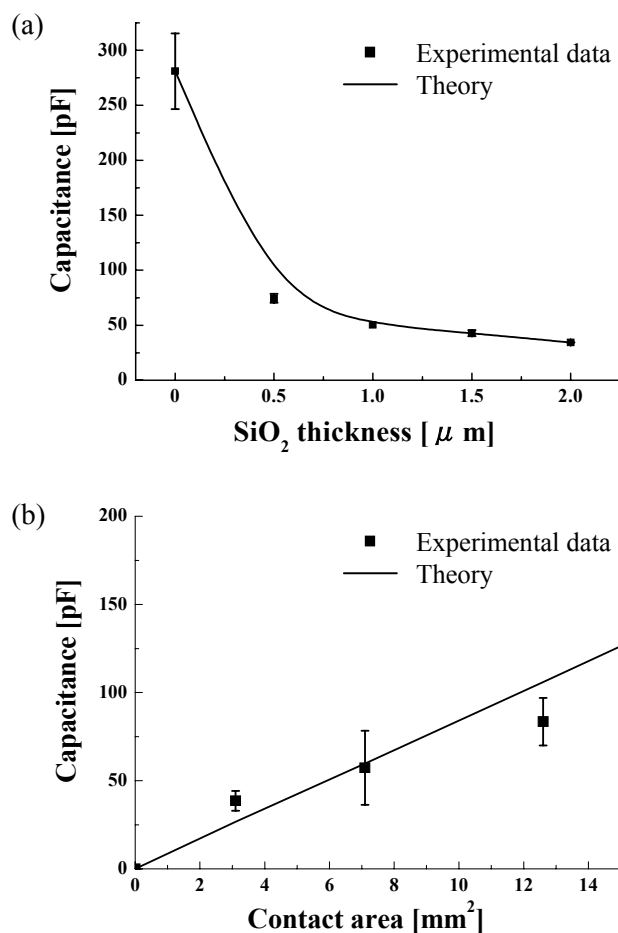 (a)
Experimental data
Theory
Capacitance [pF]
300
250
200
150
100
50
0
0 0.5 1.0 1.5 2.0
SiO₂ thickness [ μ m]
(b)
Experimental data
Theory
Capacitance [pF]
200
150
100
50
0
0 2 4 6 8 10 12 14
Contact area [mm²]